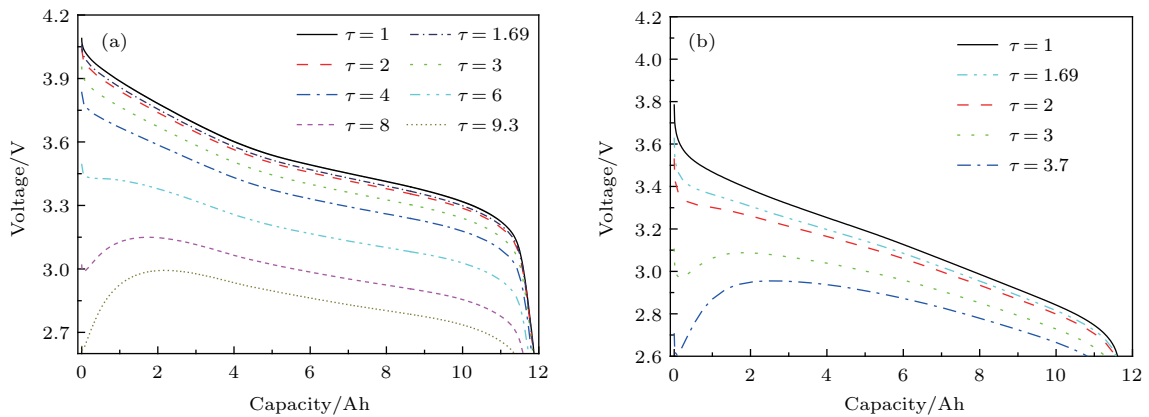 4.2
3.9
3.6
3.3
3.0
2.7
Voltage/V
(a)
τ = 1
τ = 1.69
τ = 2
τ = 3
τ = 4
τ = 6
τ = 8
τ = 9.3
0 2 4 6 8 10 12
Capacity/Ah
4.2
4.0
3.8
3.6
3.4
3.2
3.0
2.8
2.6
Voltage/V
(b)
τ = 1
τ = 1.69
τ = 2
τ = 3
τ = 3.7
0 2 4 6 8 10 12
Capacity/Ah